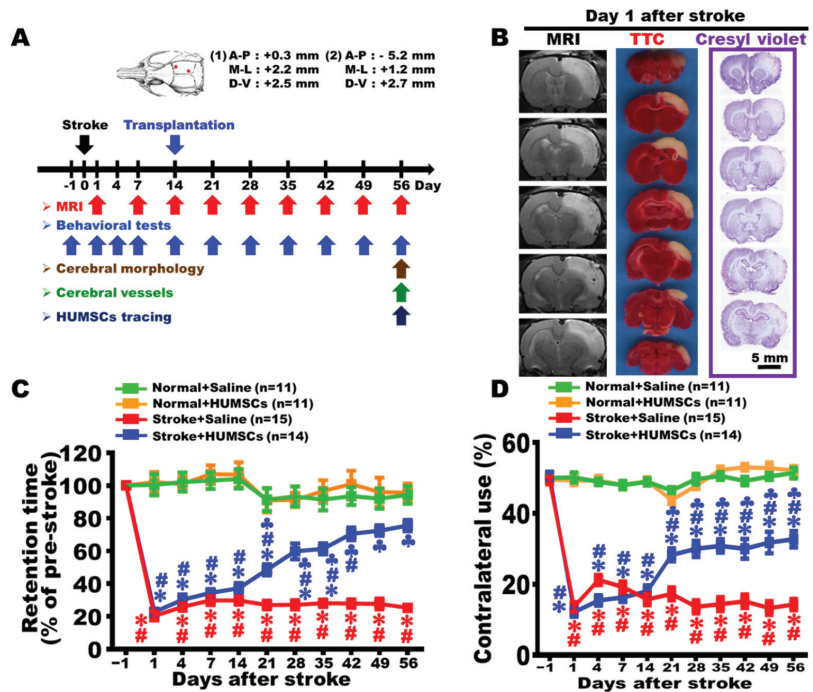 A
(1) A-P : +0.3 mm (2) A-P : - 5.2 mm
M-L : +2.2 mm M-L : +1.2 mm
D-V : +2.5 mm D-V : +2.7 mm
Stroke Transplantation
-1 0 1 4 7 14 21 28 35 42 49 56 Day
➢ MRI
➢ Behavioral tests
➢ Cerebral morphology
➢ Cerebral vessels
➢ HUMSCs tracing
B
Day 1 after stroke
MRI TTC Cresyl violet
5 mm
C
Normal+Saline (n=11)
Normal+HUMSCs (n=11)
Stroke+Saline (n=15)
Stroke+HUMSCs (n=14)
Retention time
(% of pre-stroke)
120
100
80
60
40
20
0
♣ # *
# * # * # * # * # * ♣ # * ♣ # * ♣ # ♣ ♣
* # * # * # * # * # * # * # * # * # * # * #
−1 1 4 7 14 21 28 35 42 49 56
Days after stroke
D
Normal+Saline (n=11)
Normal+HUMSCs (n=11)
Stroke+Saline (n=15)
Stroke+HUMSCs (n=14)
Contralateral use (%)
60
40
20
0
♣ # * ♣ # * ♣ # * ♣ # * ♣ # * ♣ # *
# * # * # * # *
* # * # * # * # * # * # * # * # * # * #
−1 1 4 7 14 21 28 35 42 49 56
Days after stroke